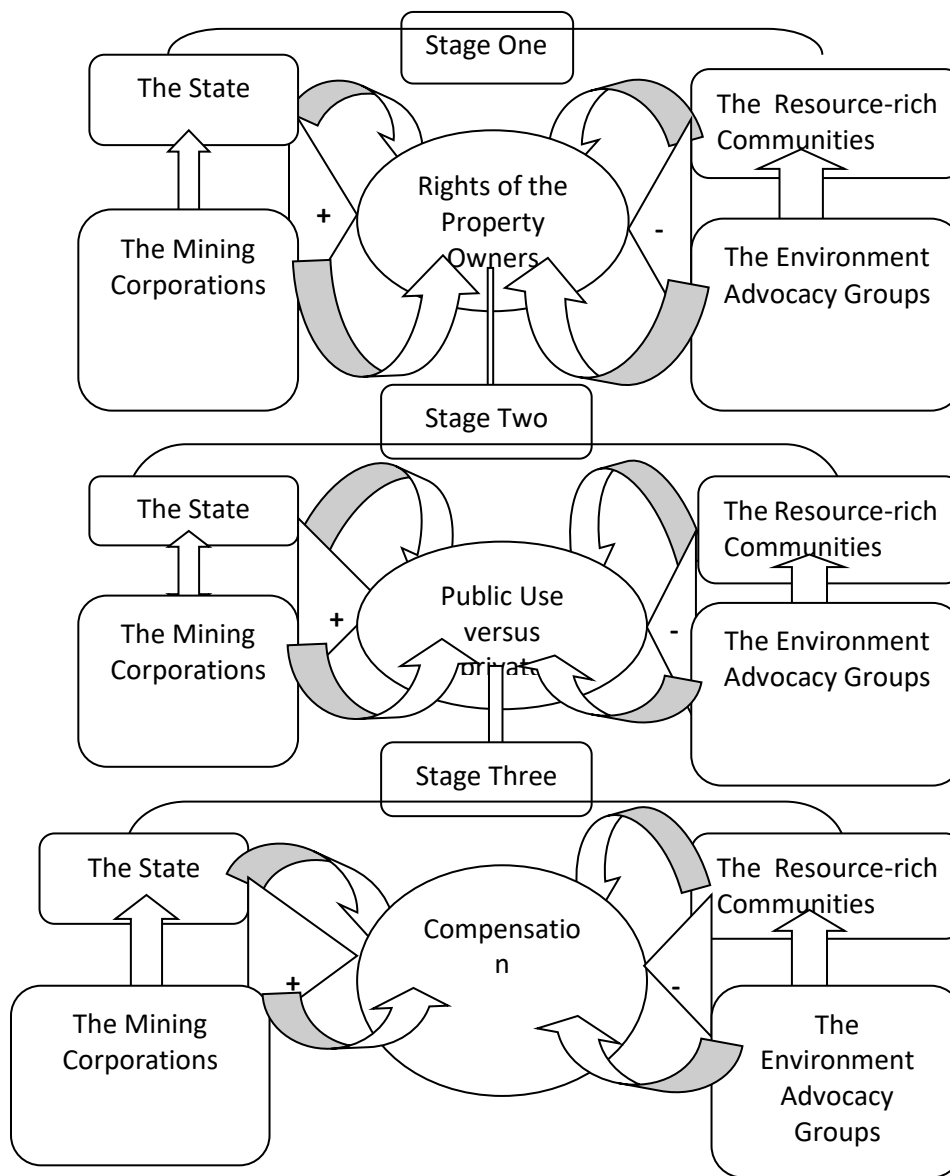 Stage One
The State
The Resource-rich
Communities
Rights of the
Property
Owners
+
-
The Mining
Corporations
The Environment
Advocacy Groups
Stage Two
The State
The Resource-rich
Communities
Public Use
versus
private
+
-
The Mining
Corporations
The Environment
Advocacy Groups
Stage Three
The State
The Resource-rich
Communities
Compensatio
n
+
-
The Mining
Corporations
The
Environment
Advocacy
Groups